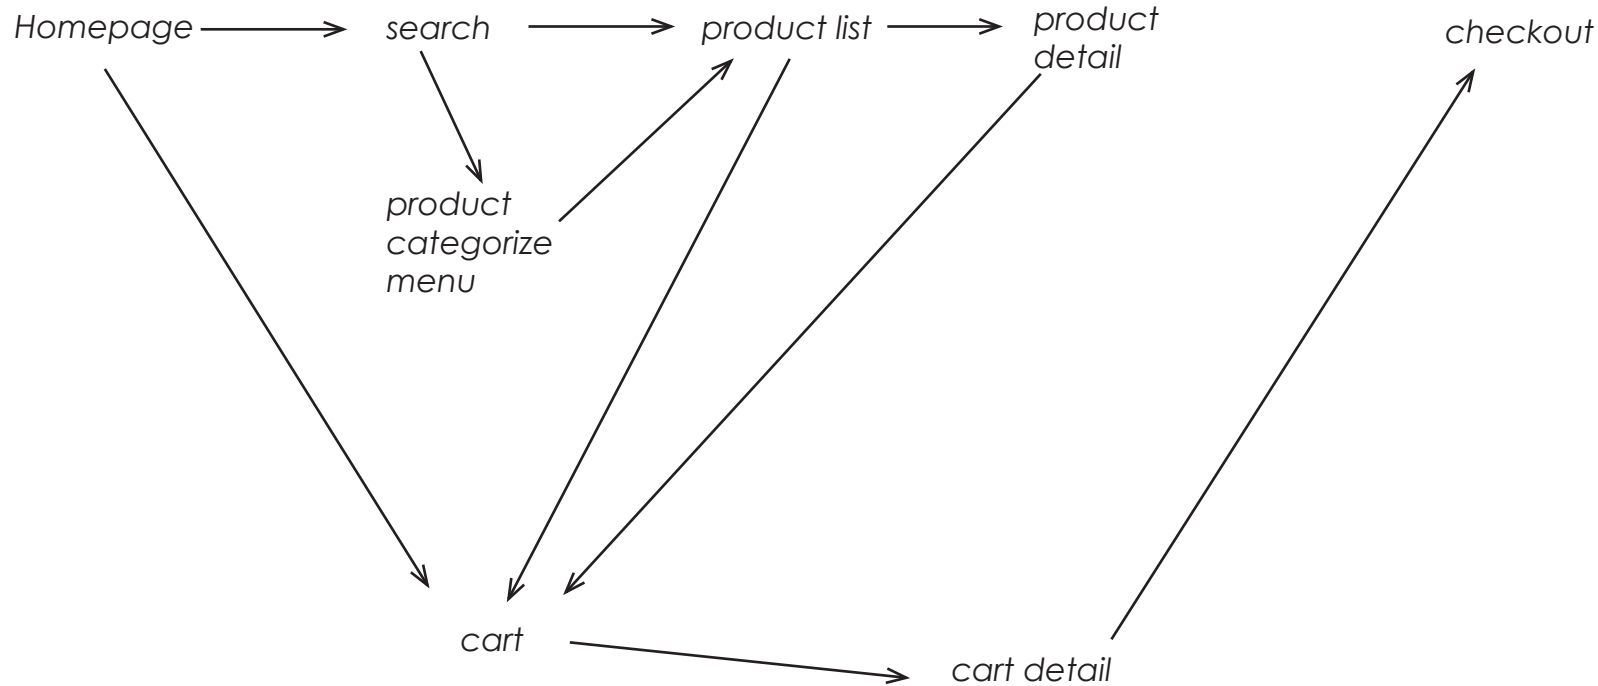 Homepage
search
product list
product
detail
checkout
product
categorize
menu
cart
cart detail